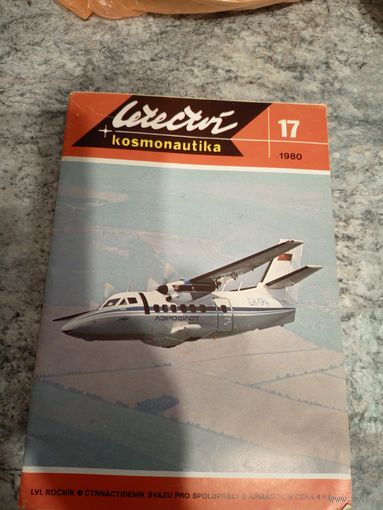 letectví
+ kosmonautika
17
1980
АЭРОФЛОТ
LVI. ROČNÍK ● ČTRNÁCTIDENÍK SVAZU PRO SPOLUPRÁCI S ARMÁDOU ● CENA 4